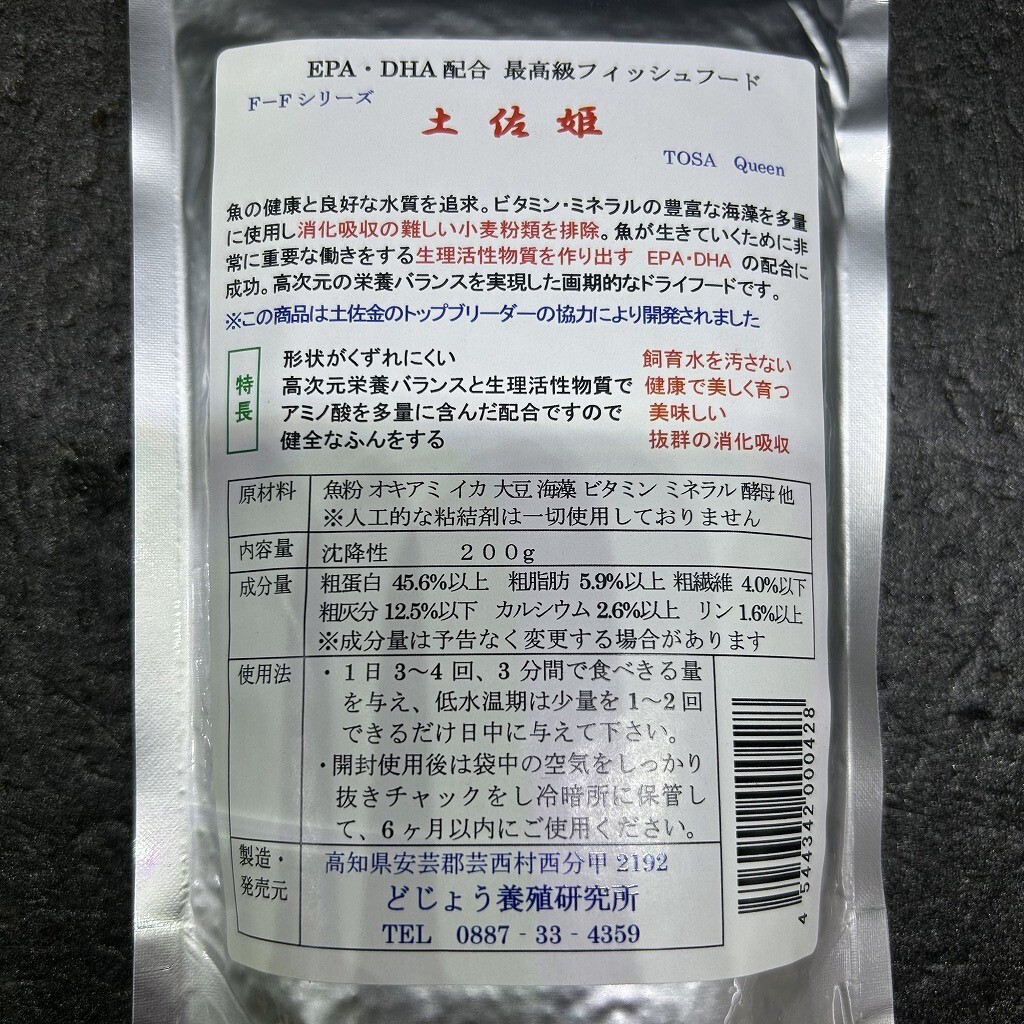 EPA・DHA配合 最高級フィッシュフード
F-Fシリーズ
土佐姫
TOSA Queen
魚の健康と良好な水質を追求。ビタミン・ミネラルの豊富な海藻を多量
に使用し消化吸収の難しい小麦粉類を排除。魚が生きていくために非
常に重要な働きをする生理活性物質を作り出す EPA・DHA の配合に
成功。高次元の栄養バランスを実現した画期的なドライフードです。
※この商品は土佐金のトップブリーダーの協力により開発されました
特長
形状がくずれにくい 飼育水を汚さない
高次元栄養バランスと生理活性物質で 健康で美しく育つ
アミノ酸を多量に含んだ配合ですので 美味しい
健全なふんをする 抜群の消化吸収
原材料 魚粉 オキアミ イカ 大豆 海藻 ビタミン ミネラル 酵母 他
※人工的な粘結剤は一切使用しておりません
内容量 沈降性 200g
成分量 粗蛋白 45.6%以上 粗脂肪 5.9%以上 粗繊維 4.0%以下
粗灰分 12.5%以下 カルシウム 2.6%以上 リン 1.6%以上
※成分量は予告なく変更する場合があります
使用法 ・1日 3～4 回、3 分間で食べきる量
を与え、低水温期は少量を 1～2 回
できるだけ日中に与えて下さい。
・開封使用後は袋中の空気をしっかり
抜きチャックをし冷暗所に保管し
て、6ヶ月以内にご使用ください。
製造・
発売元
高知県安芸郡芸西村西分甲 2192
どじょう養殖研究所
TEL 0887-33-4359
4 544342 000428